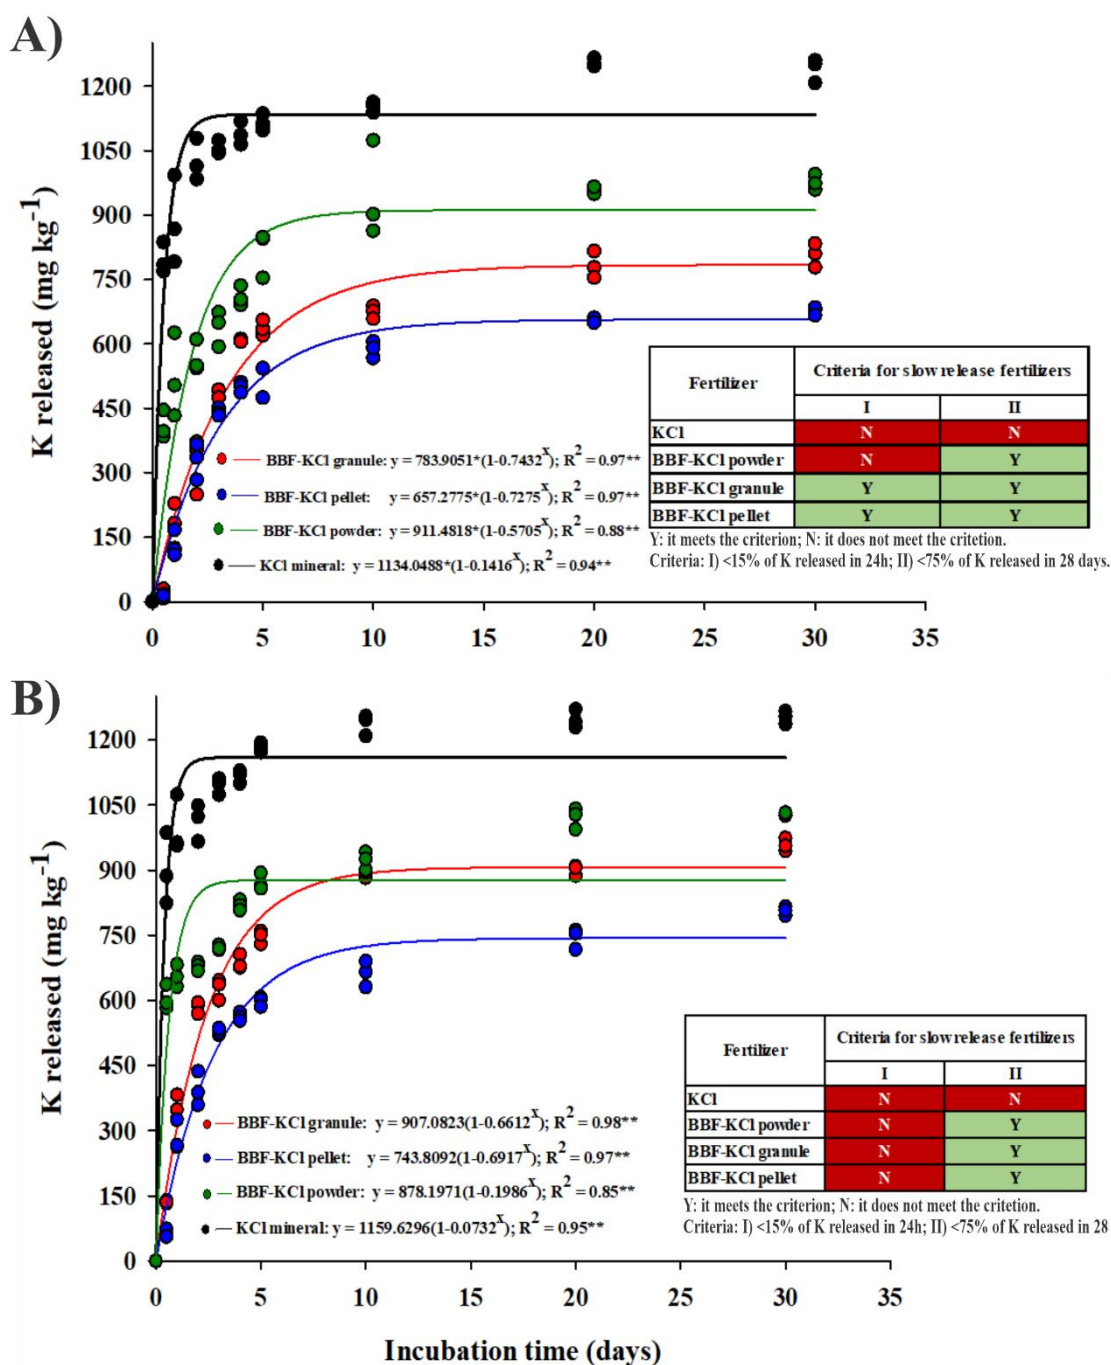 A)
K released (mg kg⁻¹)
1200
1050
900
750
600
450
300
150
0
0 5 10 15 20 25 30 35
BBF-KCl granule: y = 783.9051*(1-0.7432ˣ); R² = 0.97**
BBF-KCl pellet: y = 657.2775*(1-0.7275ˣ); R² = 0.97**
BBF-KCl powder: y = 911.4818*(1-0.5705ˣ); R² = 0.88**
KCl mineral: y = 1134.0488*(1-0.1416ˣ); R² = 0.94**
Fertilizer Criteria for slow release fertilizers
I II
KCl N N
BBF-KCl powder N Y
BBF-KCl granule Y Y
BBF-KCl pellet Y Y
Y: it meets the criterion; N: it does not meet the critetion.
Criteria: I) <15% of K released in 24h; II) <75% of K released in 28 days.
B)
K released (mg kg⁻¹)
1200
1050
900
750
600
450
300
150
0
0 5 10 15 20 25 30 35
BBF-KCl granule: y = 907.0823(1-0.6612ˣ); R² = 0.98**
BBF-KCl pellet: y = 743.8092(1-0.6917ˣ); R² = 0.97**
BBF-KCl powder: y = 878.1971(1-0.1986ˣ); R² = 0.85**
KCl mineral: y = 1159.6296(1-0.0732ˣ); R² = 0.95**
Fertilizer Criteria for slow release fertilizers
I II
KCl N N
BBF-KCl powder N Y
BBF-KCl granule N Y
BBF-KCl pellet N Y
Y: it meets the criterion; N: it does not meet the critetion.
Criteria: I) <15% of K released in 24h; II) <75% of K released in 28
Incubation time (days)